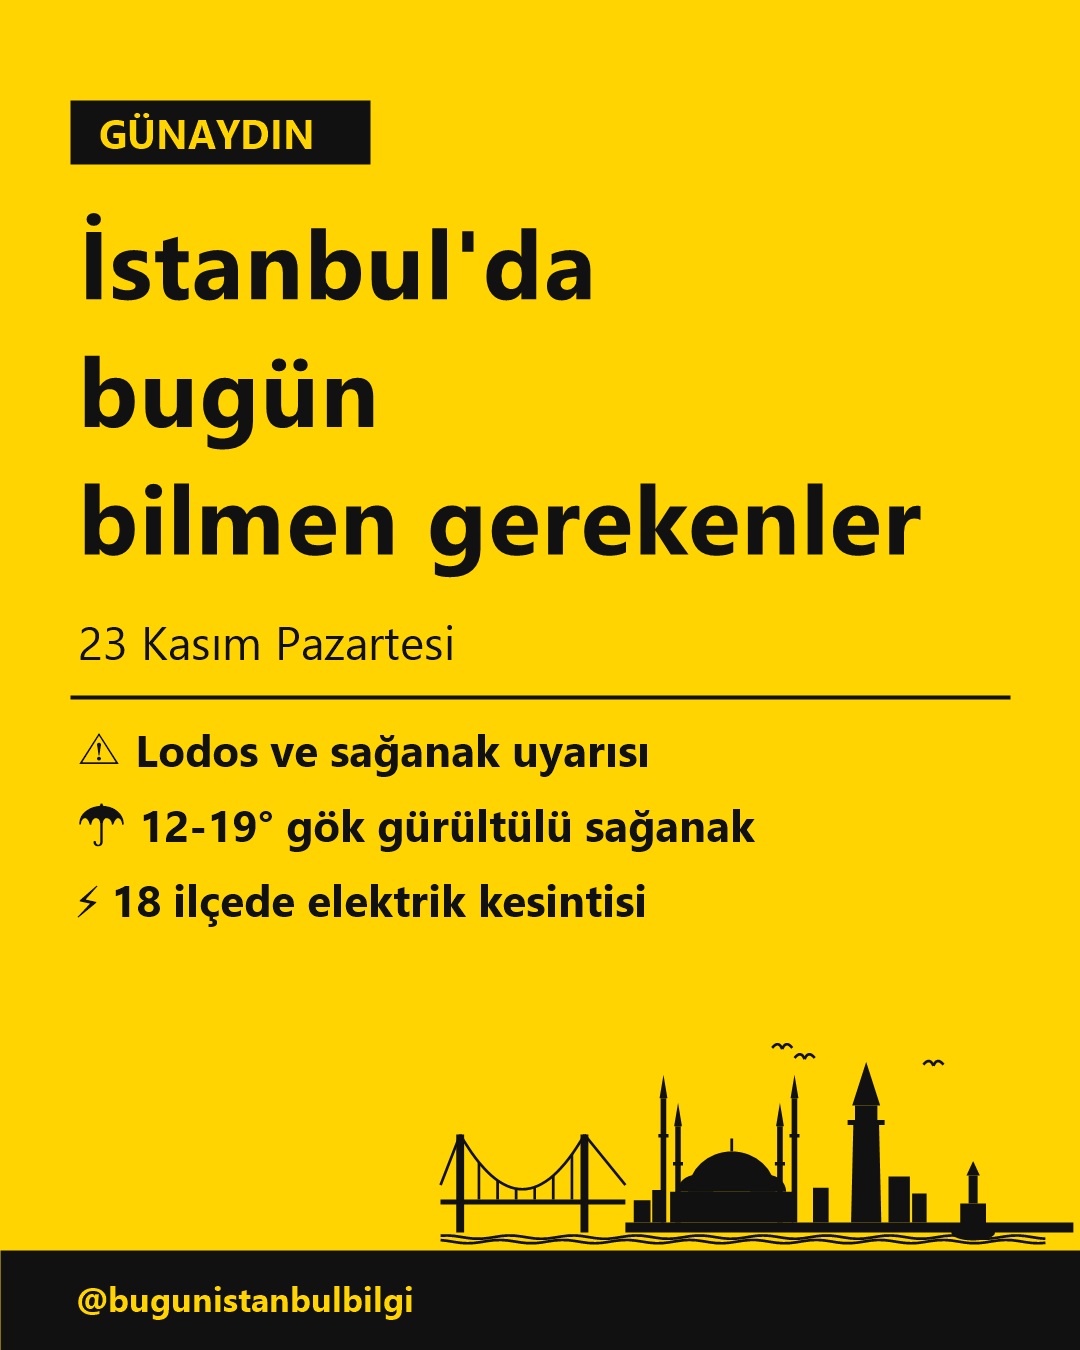 GÜNAYDIN
İstanbul'da
bugün
bilmen gerekenler
23 Kasım Pazartesi
⚠ Lodos ve sağanak uyarısı
☂ 12-19° gök gürültülü sağanak
⚡ 18 ilçede elektrik kesintisi
@bugunistanbulbilgi